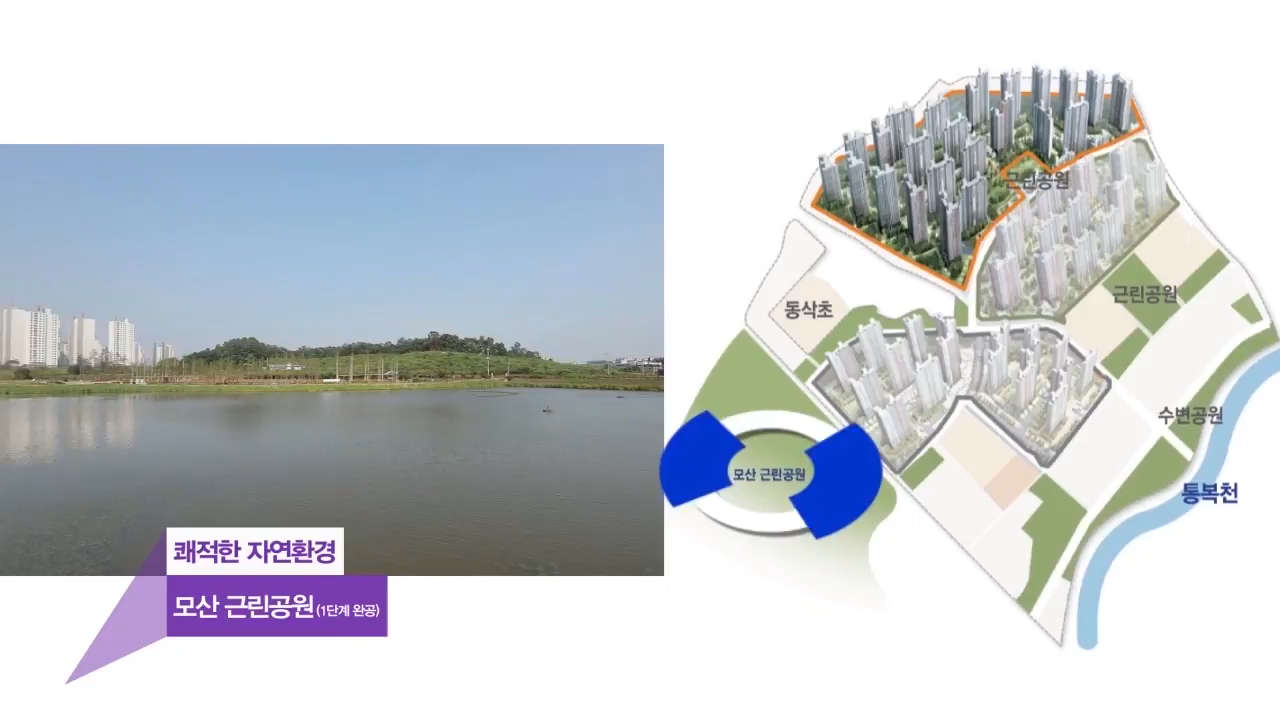 쾌적한 자연환경
모산 근린공원 (1단계 완공)
근린공원
근린공원
동삭초
수변공원
모산 근린공원
통복천